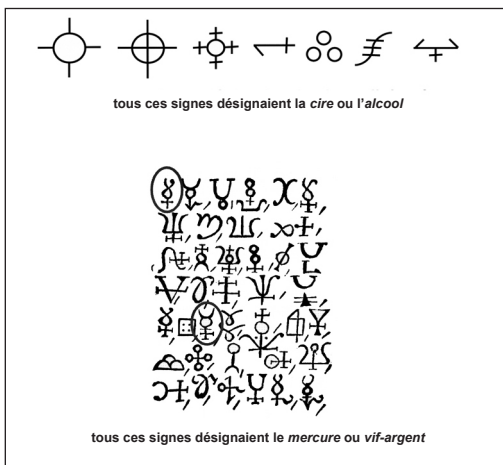 tous ces signes désignaient la cire ou l'alcool
tous ces signes désignaient le mercure ou vif-argent